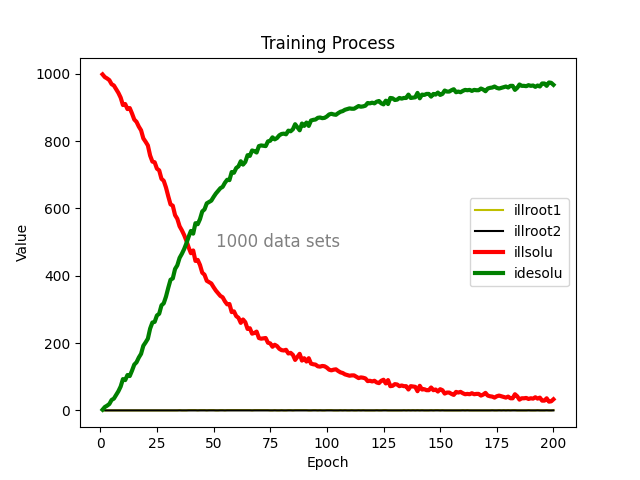 Training Process
1000
800
600
400
200
0
Value
1000 data sets
illroot1
illroot2
illsolu
idesolu
0 25 50 75 100 125 150 175 200
Epoch